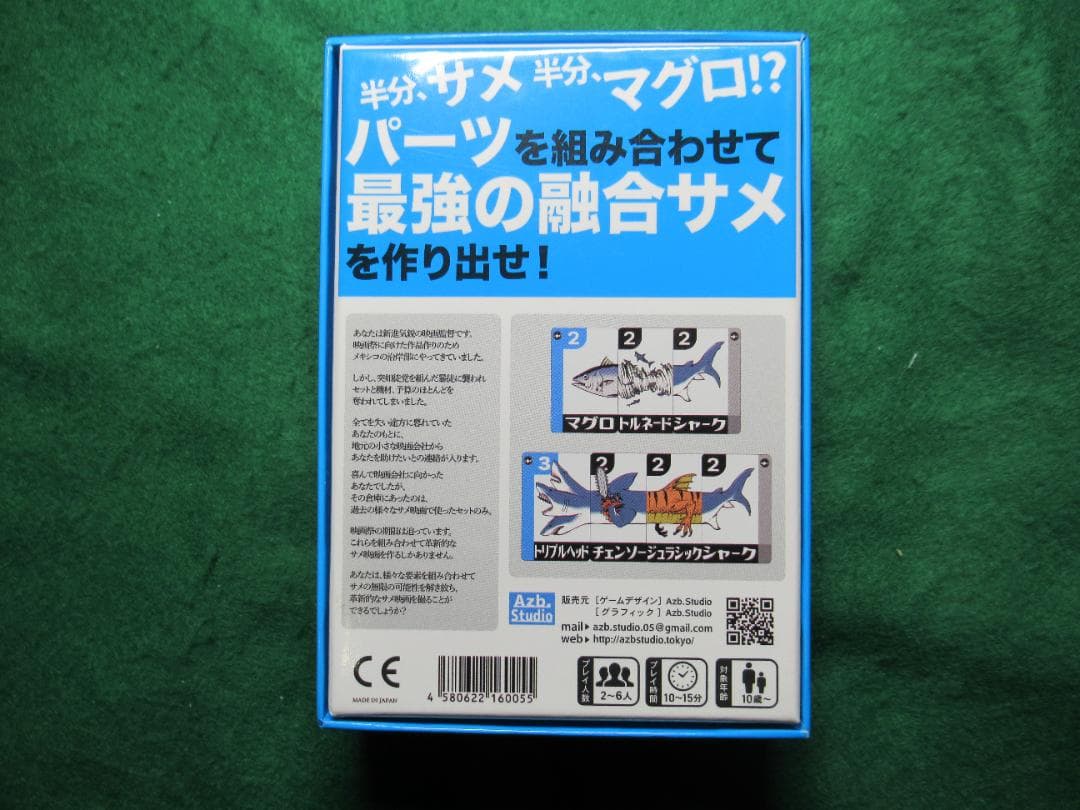 半分、サメ 半分、マグロ!?
パーツを組み合わせて
最強の融合サメ
を作り出せ！
あなたは新進気鋭の映画監督です。
映画祭に向けた作品作りのため
メキシコの沿岸部にやってきていました。
しかし、突如徒党を組んだ暴徒に襲われ
セットと機材、予算のほとんどを
奪われてしまいました。
全てを失い途方に暮れていた
あなたのもとに、
地元の小さな映画会社から
あなたを助けたいとの連絡が入ります。
喜んで映画会社に向かった
あなたでしたが、
その倉庫にあったのは、
過去の様々なサメ映画で使ったセットのみ。
映画祭の期限は迫っています。
これらを組み合わせて革新的な
サメ映画を作るしかありません。
あなたは、様々な要素を組み合わせて
サメの無限の可能性を解き放ち、
革新的なサメ映画を撮ることが
できるでしょうか？
2 2 2
マグロ トルネード シャーク
3 2 2 2
トリプルヘッド チェンソー ジュラシック シャーク
Azb.
Studio
販売元 [ゲームデザイン] Azb.Studio
[グラフィック] Azb.Studio
mail▶ azb.studio.05@gmail.com
web▶ http://azbstudio.tokyo/
CE
MADE IN JAPAN
4 580622 160055
プレイ人数
2〜6人
プレイ時間
10〜15分
対象年齢
10歳〜